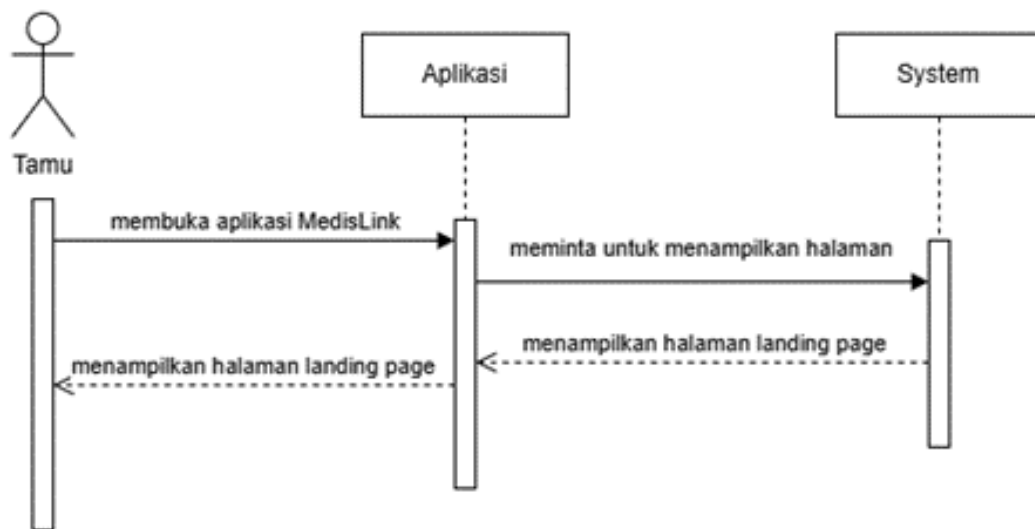 Aplikasi
System
Tamu
membuka aplikasi MedisLink
meminta untuk menampilkan halaman
menampilkan halaman landing page
menampilkan halaman landing page